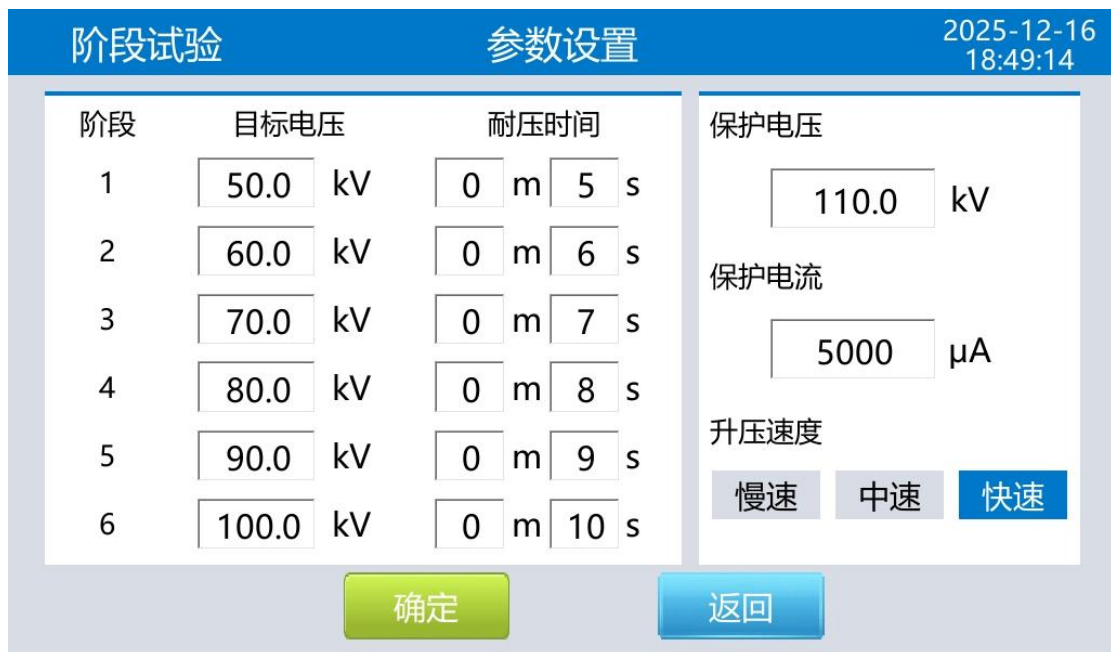 阶段试验 参数设置 2025-12-16
18:49:14
阶段 目标电压 耐压时间
1 50.0 kV 0 m 5 s
2 60.0 kV 0 m 6 s
3 70.0 kV 0 m 7 s
4 80.0 kV 0 m 8 s
5 90.0 kV 0 m 9 s
6 100.0 kV 0 m 10 s
保护电压
110.0 kV
保护电流
5000 μA
升压速度
慢速 中速 快速
确定 返回